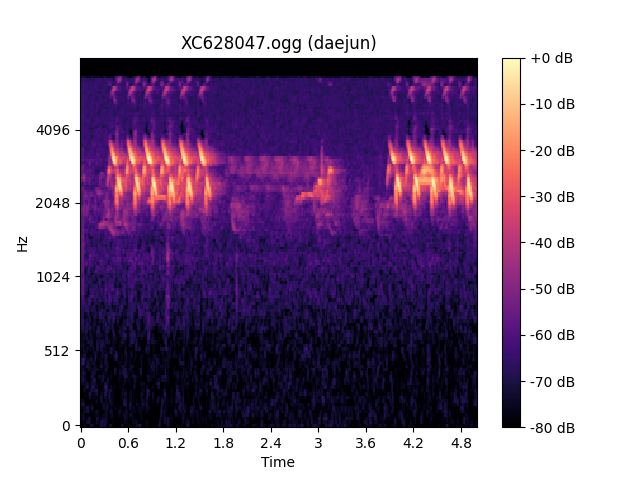 XC628047.ogg (daejun)
Hz
4096
2048
1024
512
0
0 0.6 1.2 1.8 2.4 3 3.6 4.2 4.8
Time
+0 dB
-10 dB
-20 dB
-30 dB
-40 dB
-50 dB
-60 dB
-70 dB
-80 dB